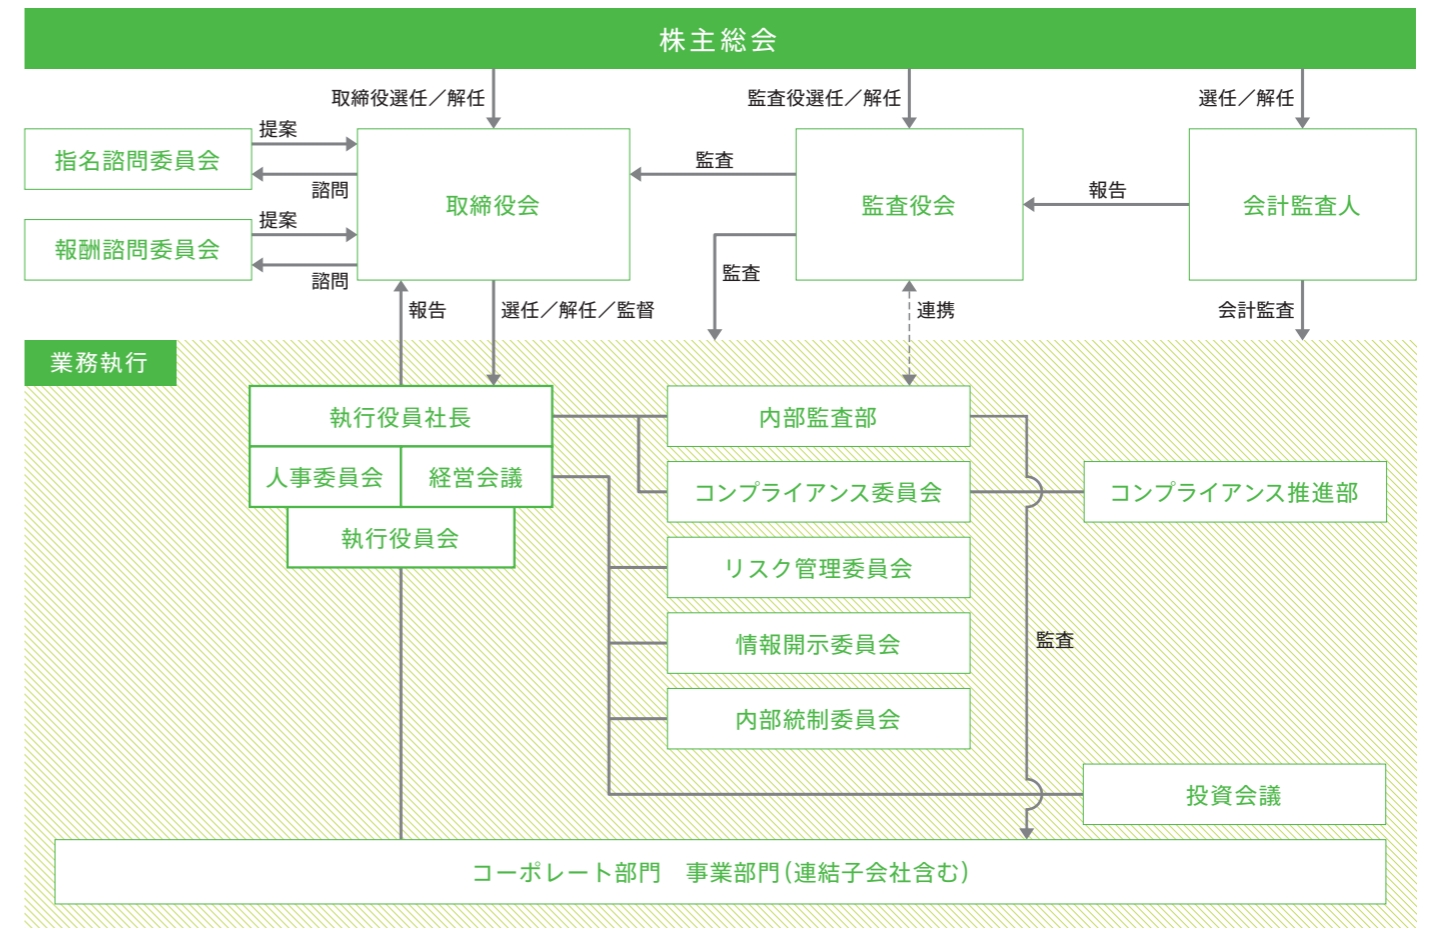 株主総会
取締役選任／解任
監査役選任／解任
選任／解任
指名諮問委員会
提案
諮問
報酬諮問委員会
提案
諮問
取締役会
監査
監査役会
報告
会計監査人
監査
報告
選任／解任／監督
連携
会計監査
業務執行
執行役員社長
人事委員会
経営会議
執行役員会
内部監査部
コンプライアンス委員会
コンプライアンス推進部
リスク管理委員会
情報開示委員会
監査
内部統制委員会
投資会議
コーポレート部門　事業部門（連結子会社含む）